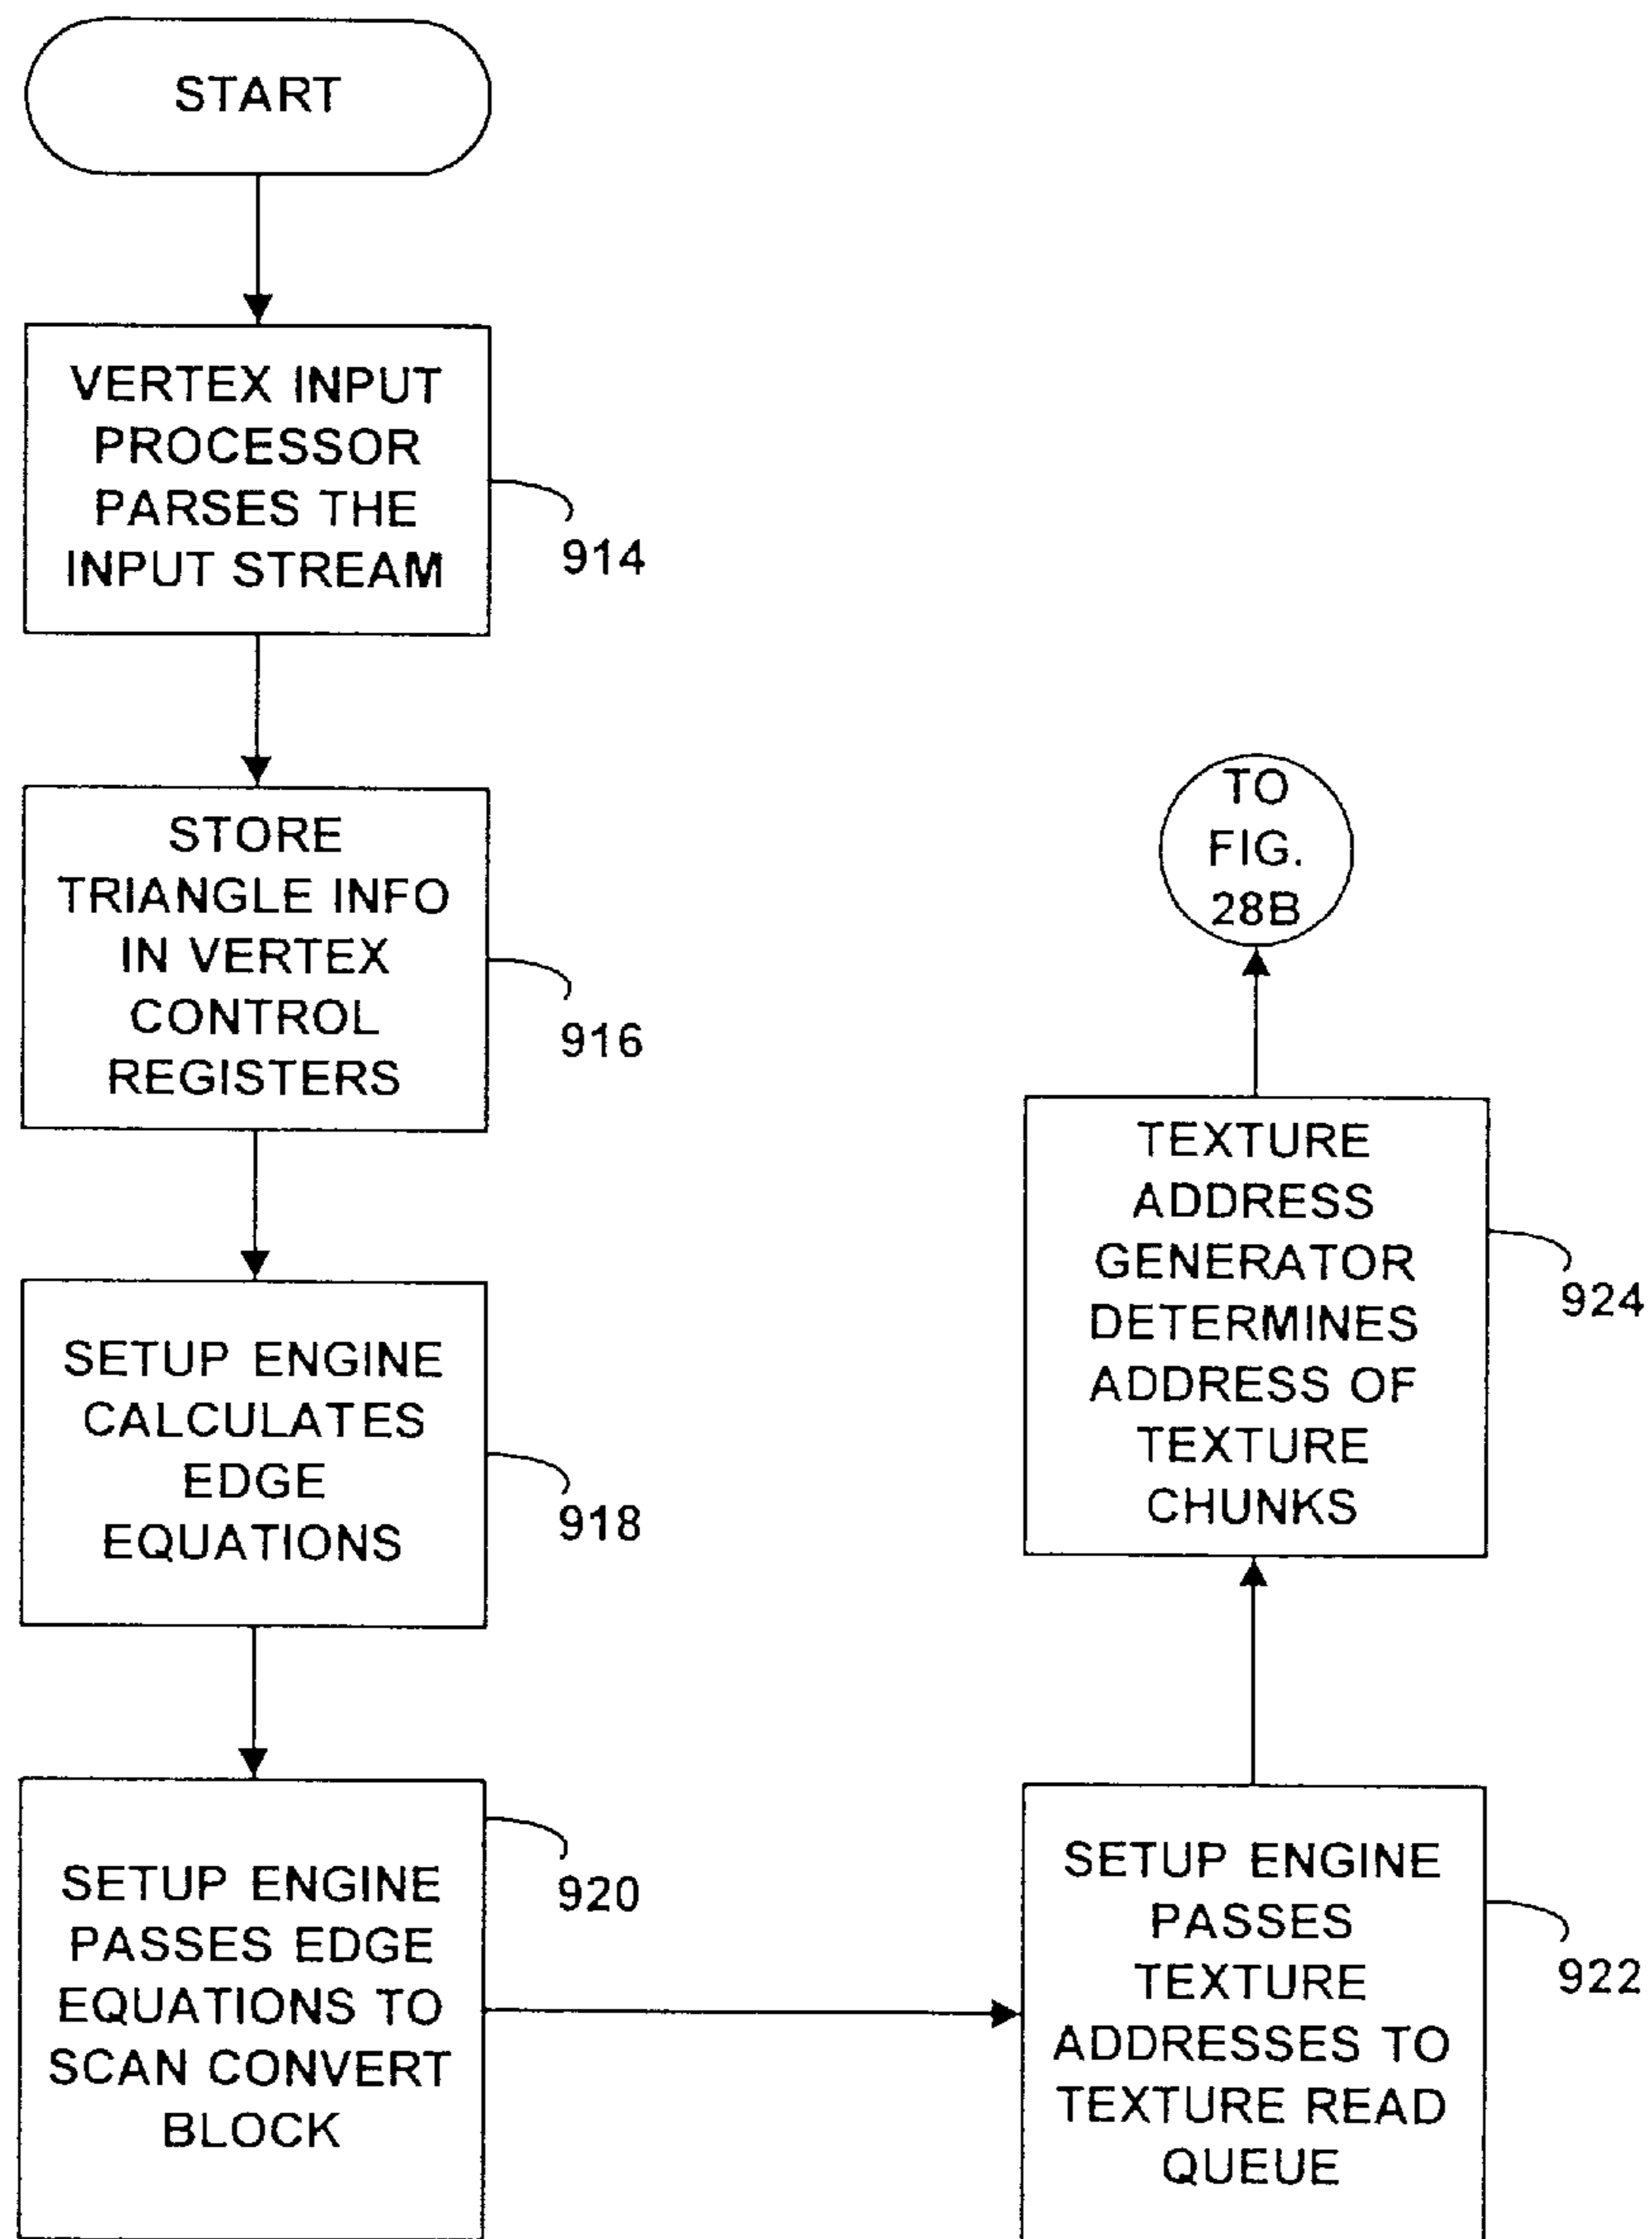 START
VERTEX INPUT
PROCESSOR
PARSES THE
INPUT STREAM
914
STORE
TRIANGLE INFO
IN VERTEX
CONTROL
REGISTERS
916
SETUP ENGINE
CALCULATES
EDGE
EQUATIONS
918
SETUP ENGINE
PASSES EDGE
EQUATIONS TO
SCAN CONVERT
BLOCK
920
SETUP ENGINE
PASSES
TEXTURE
ADDRESSES TO
TEXTURE READ
QUEUE
922
TEXTURE
ADDRESS
GENERATOR
DETERMINES
ADDRESS OF
TEXTURE
CHUNKS
924
TO
FIG.
28B